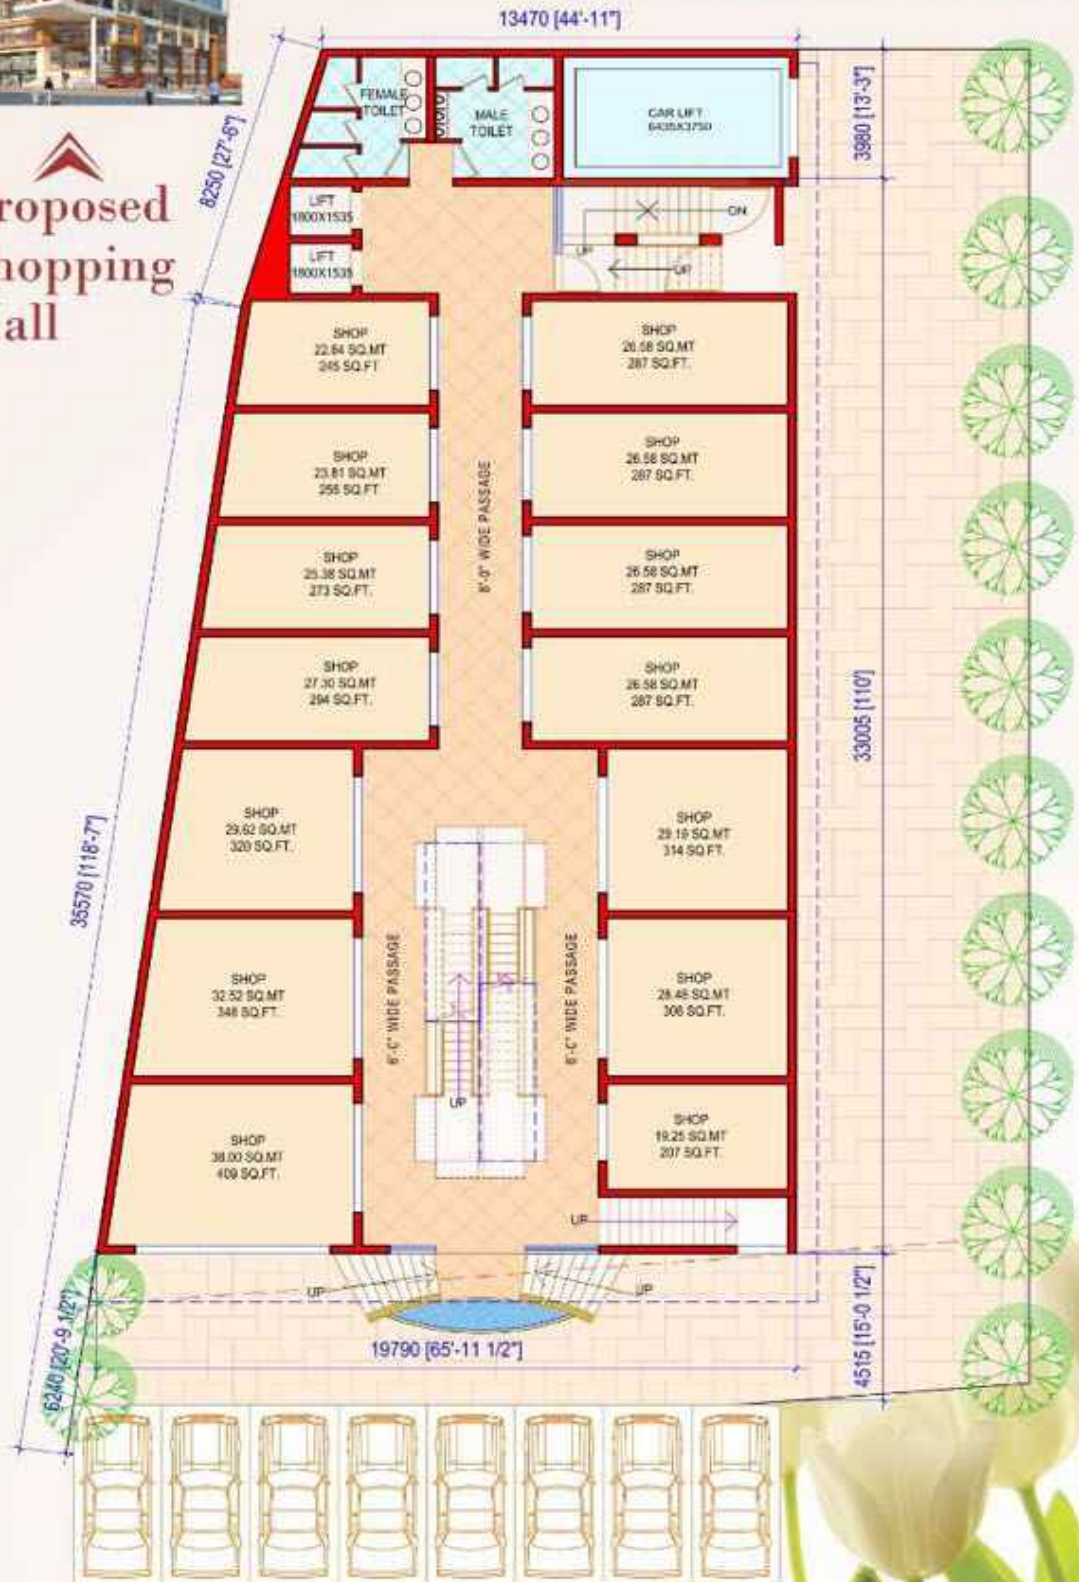 13470 [44'-11"]
8250 [27'-6"]
3980 [13'-3"]
roposed
hopping
all
FEMALE
TOILET
MALE
TOILET
CAR LIFT
6435X3750
LIFT
1800X1535
LIFT
1800X1535
DN
UP
UP
SHOP
22.64 SQ.MT
245 SQ.FT
SHOP
26.58 SQ.MT
287 SQ.FT.
SHOP
23.81 SQ.MT
256 SQ.FT
SHOP
26.58 SQ.MT
287 SQ.FT.
8'-0" WIDE PASSAGE
SHOP
25.38 SQ.MT
273 SQ.FT.
SHOP
26.58 SQ.MT
287 SQ.FT.
SHOP
27.30 SQ.MT
294 SQ.FT.
SHOP
26.58 SQ.MT
287 SQ.FT.
33005 [110']
35570 [118'-7"]
SHOP
29.62 SQ.MT
320 SQ.FT.
SHOP
29.19 SQ.MT
314 SQ.FT.
6'-C" WIDE PASSAGE
6'-C" WIDE PASSAGE
SHOP
32.52 SQ.MT
348 SQ.FT.
SHOP
28.46 SQ.MT
306 SQ.FT.
UP
SHOP
38.00 SQ.MT
409 SQ.FT.
SHOP
19.25 SQ.MT
207 SQ.FT.
UP
UP
UP
6240 [20'-9 1/2"]
19790 [65'-11 1/2"]
4515 [15'-0 1/2"]